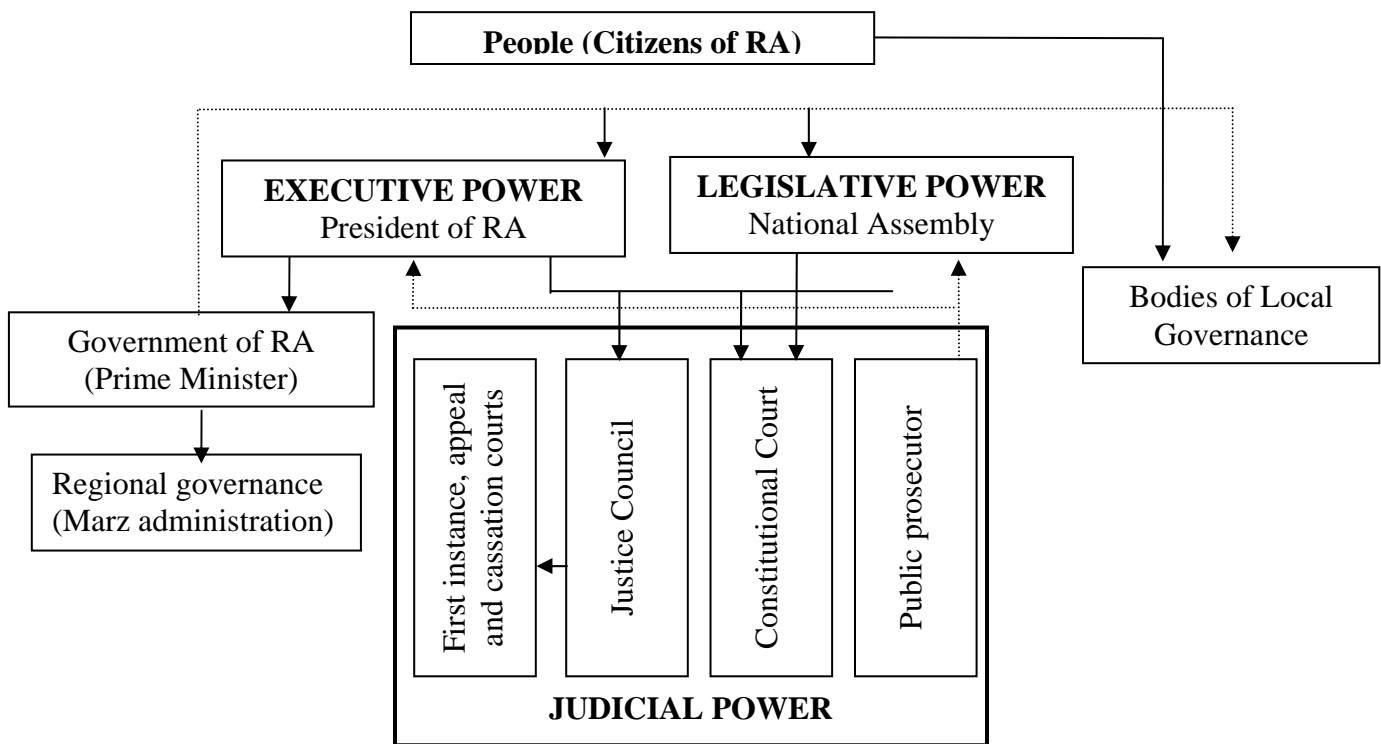 People (Citizens of RA)
EXECUTIVE POWER
President of RA
LEGISLATIVE POWER
National Assembly
Bodies of Local
Governance
Government of RA
(Prime Minister)
Regional governance
(Marz administration)
First instance, appeal
and cassation courts
Justice Council
Constitutional Court
Public prosecutor
JUDICIAL POWER